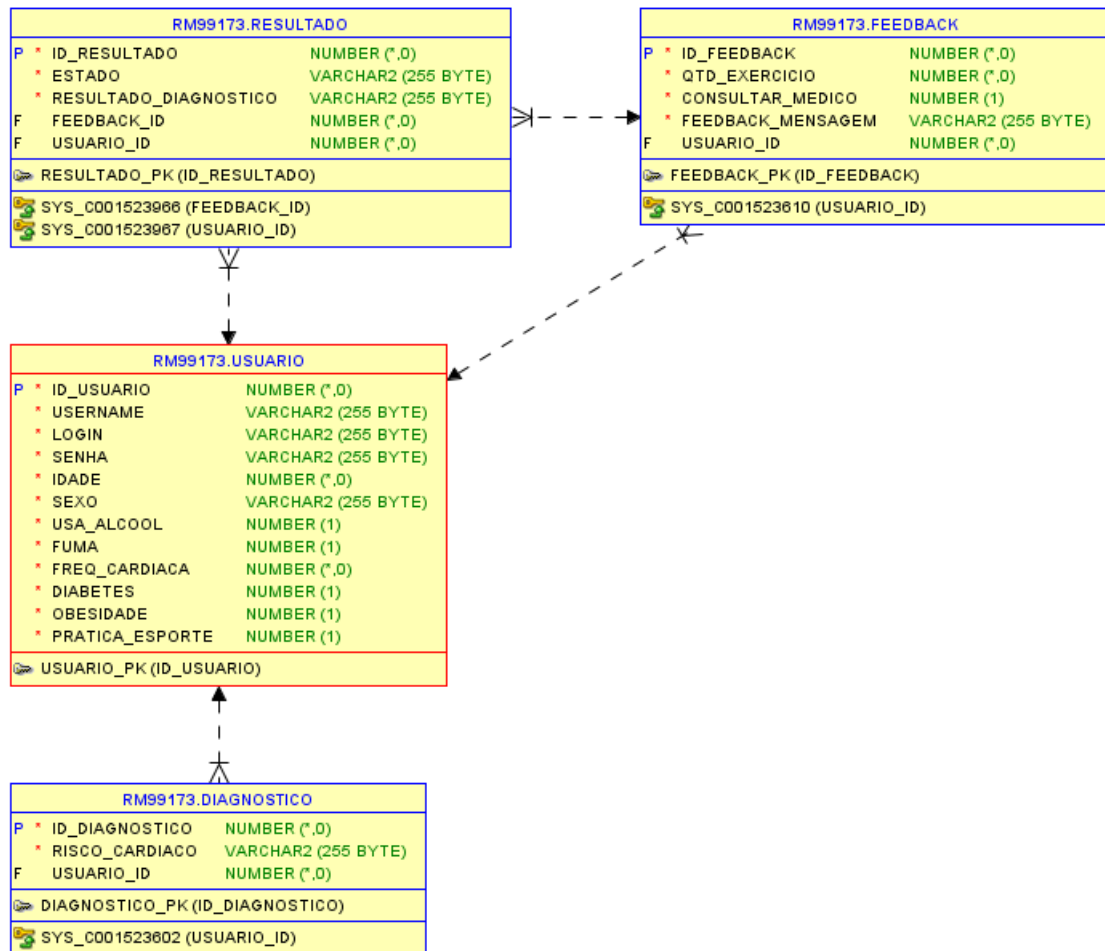 RM99173.RESULTADO
P * ID_RESULTADO NUMBER (*,0)
* ESTADO VARCHAR2 (255 BYTE)
* RESULTADO_DIAGNOSTICO VARCHAR2 (255 BYTE)
F FEEDBACK_ID NUMBER (*,0)
F USUARIO_ID NUMBER (*,0)
RESULTADO_PK (ID_RESULTADO)
SYS_C001523966 (FEEDBACK_ID)
SYS_C001523967 (USUARIO_ID)
RM99173.FEEDBACK
P * ID_FEEDBACK NUMBER (*,0)
* QTD_EXERCICIO NUMBER (*,0)
* CONSULTAR_MEDICO NUMBER (1)
* FEEDBACK_MENSAGEM VARCHAR2 (255 BYTE)
F USUARIO_ID NUMBER (*,0)
FEEDBACK_PK (ID_FEEDBACK)
SYS_C001523610 (USUARIO_ID)
RM99173.USUARIO
P * ID_USUARIO NUMBER (*,0)
* USERNAME VARCHAR2 (255 BYTE)
* LOGIN VARCHAR2 (255 BYTE)
* SENHA VARCHAR2 (255 BYTE)
* IDADE NUMBER (*,0)
* SEXO VARCHAR2 (255 BYTE)
* USA_ALCOOL NUMBER (1)
* FUMA NUMBER (1)
* FREQ_CARDIACA NUMBER (*,0)
* DIABETES NUMBER (1)
* OBESIDADE NUMBER (1)
* PRATICA_ESPORTE NUMBER (1)
USUARIO_PK (ID_USUARIO)
RM99173.DIAGNOSTICO
P * ID_DIAGNOSTICO NUMBER (*,0)
* RISCO_CARDIACO VARCHAR2 (255 BYTE)
F USUARIO_ID NUMBER (*,0)
DIAGNOSTICO_PK (ID_DIAGNOSTICO)
SYS_C001523602 (USUARIO_ID)